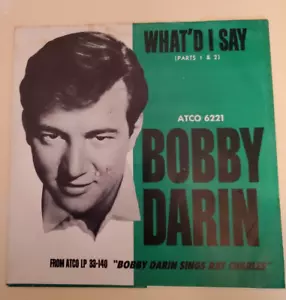 WHAT'D I SAY
(PARTS 1 & 2)
ATCO 6221
BOBBY
DARIN
FROM ATCO LP 33-140 "BOBBY DARIN SINGS RAY CHARLES"